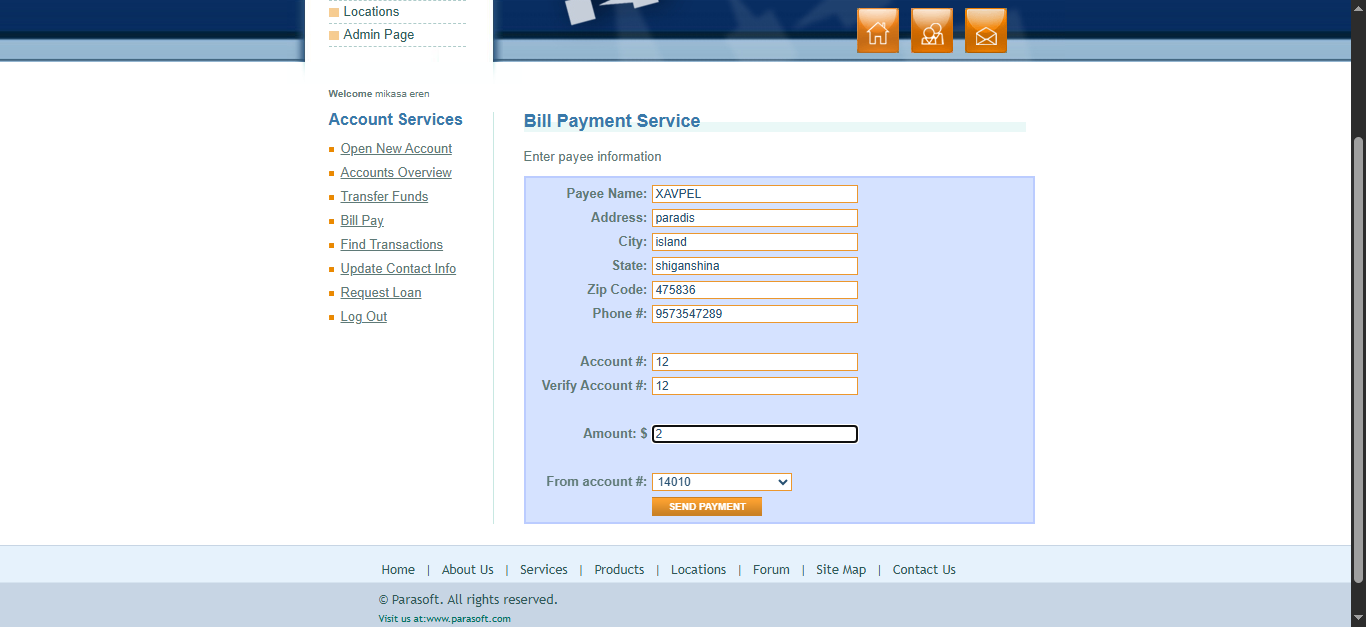 Locations
Admin Page
Welcome mikasa eren
Account Services
Open New Account
Accounts Overview
Transfer Funds
Bill Pay
Find Transactions
Update Contact Info
Request Loan
Log Out
Bill Payment Service
Enter payee information
Payee Name: XAVPEL
Address: paradis
City: island
State: shiganshina
Zip Code: 475836
Phone #: 9573547289
Account #: 12
Verify Account #: 12
Amount: $ 2
From account #: 14010
SEND PAYMENT
Home | About Us | Services | Products | Locations | Forum | Site Map | Contact Us
© Parasoft. All rights reserved.
Visit us at:www.parasoft.com